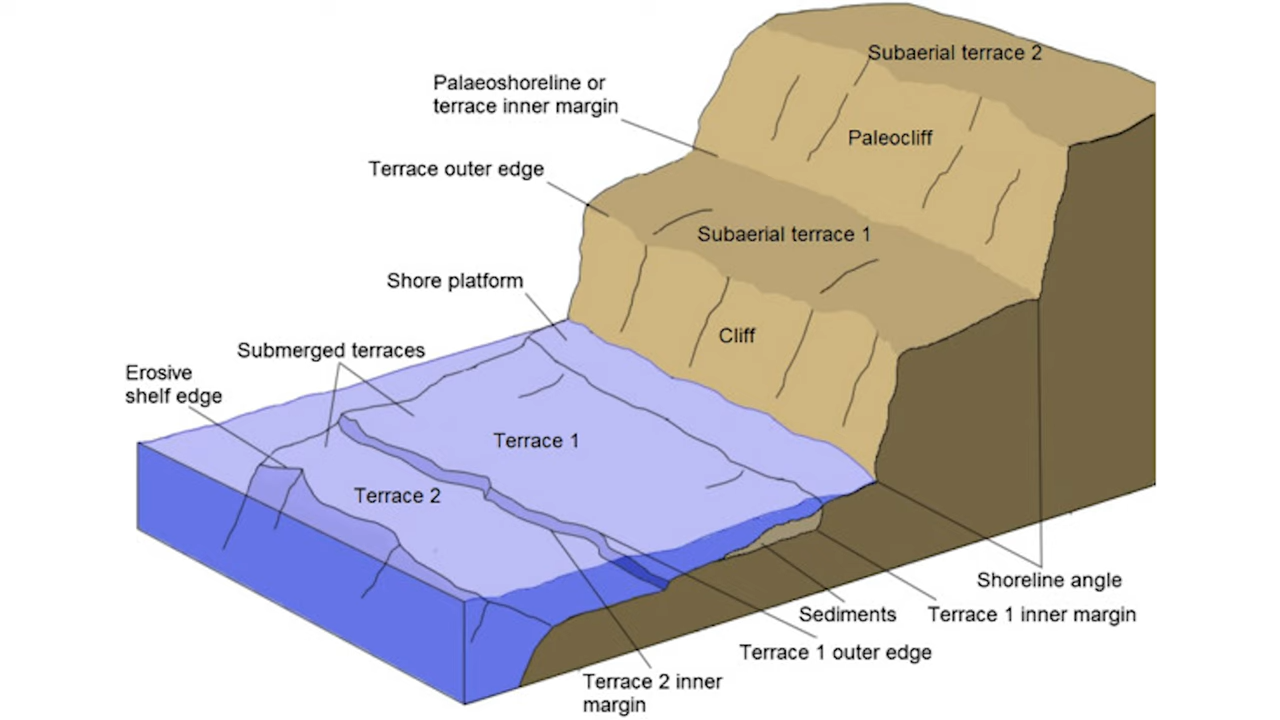 Subaerial terrace 2
Palaeoshoreline or
terrace inner margin
Paleocliff
Terrace outer edge
Subaerial terrace 1
Shore platform
Cliff
Submerged terraces
Erosive
shelf edge
Terrace 1
Terrace 2
Shoreline angle
Sediments
Terrace 1 inner margin
Terrace 1 outer edge
Terrace 2 inner
margin